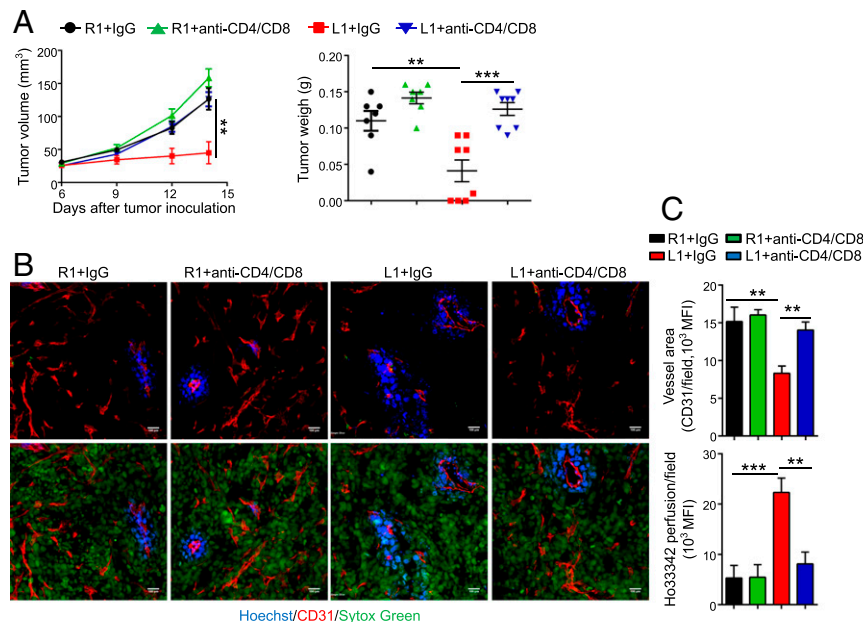 A
R1+IgG R1+anti-CD4/CD8 L1+IgG L1+anti-CD4/CD8
Tumor volume (mm3)
200
150
100
50
0
6 9 12 15
Days after tumor inoculation
**
Tumor weigh (g)
0.20
0.15
0.10
0.05
0.00
** ***
B
R1+IgG R1+anti-CD4/CD8 L1+IgG L1+anti-CD4/CD8
Hoechst/CD31/Sytox Green
C
R1+IgG R1+anti-CD4/CD8
L1+IgG L1+anti-CD4/CD8
Vessel area
(CD31/field,10³ MFI)
20
15
10
5
0
** **
Ho33342 perfusion/field
(10³ MFI)
30
20
10
0
*** **